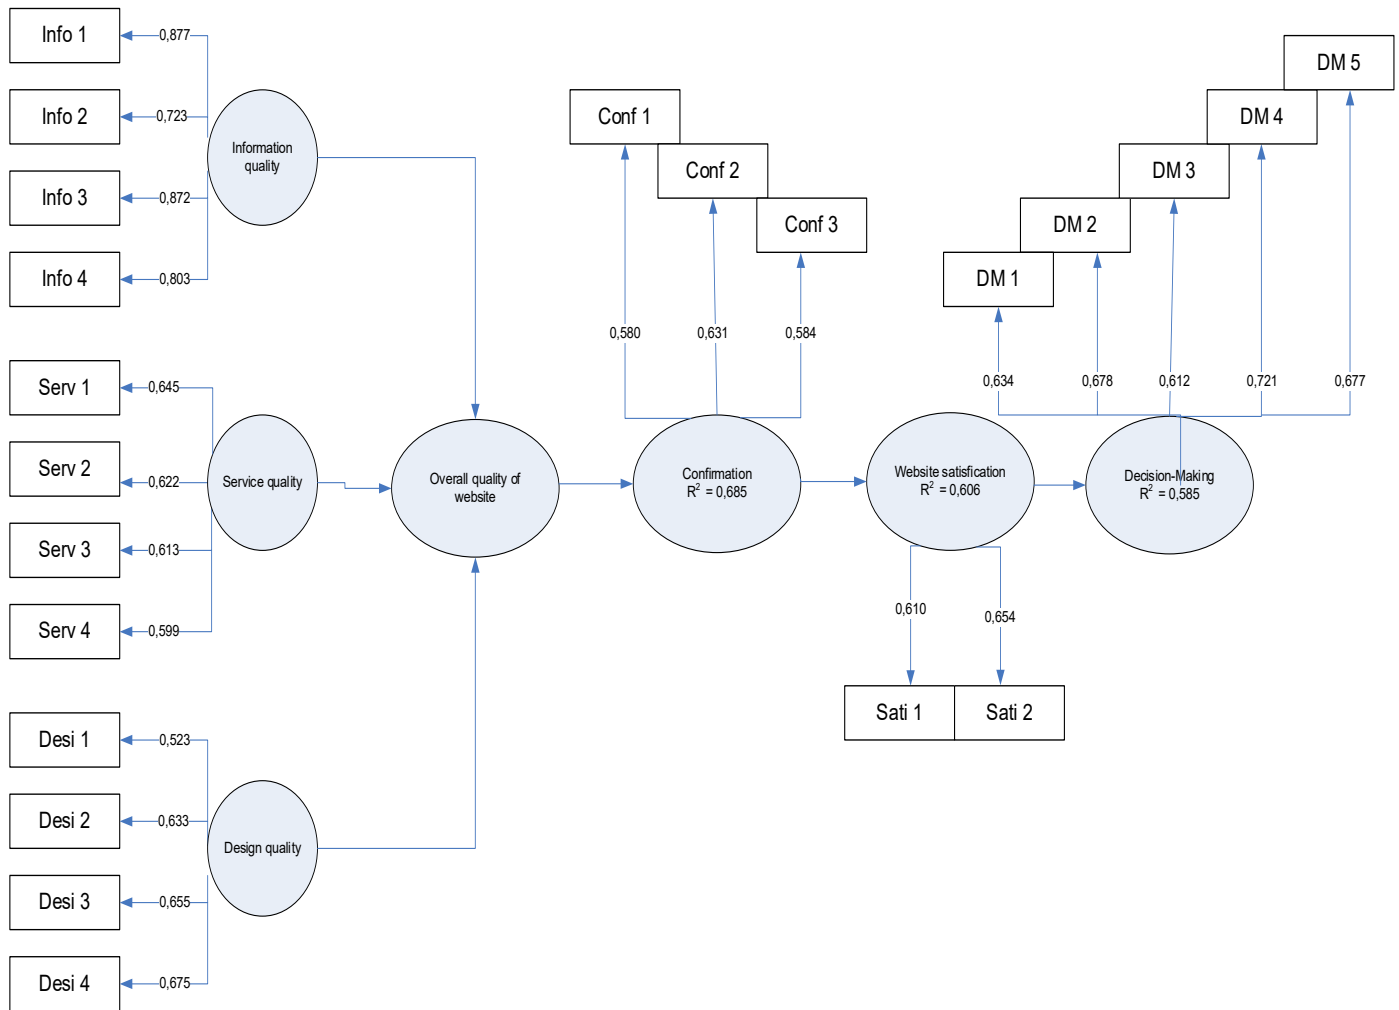 Info 1
0,877
Info 2
0,723
Info 3
0,872
Info 4
0,803
Information
quality
Serv 1
0,645
Serv 2
0,622
Serv 3
0,613
Serv 4
0,599
Service quality
Desi 1
0,523
Desi 2
0,633
Desi 3
0,655
Desi 4
0,675
Design quality
Overall quality of
website
Conf 1
Conf 2
Conf 3
0,580
0,631
0,584
Confirmation
R² = 0,685
Website satisfication
R² = 0,606
0,610
0,654
Sati 1
Sati 2
DM 5
DM 4
DM 3
DM 2
DM 1
0,634
0,678
0,612
0,721
0,677
Decision-Making
R² = 0,585